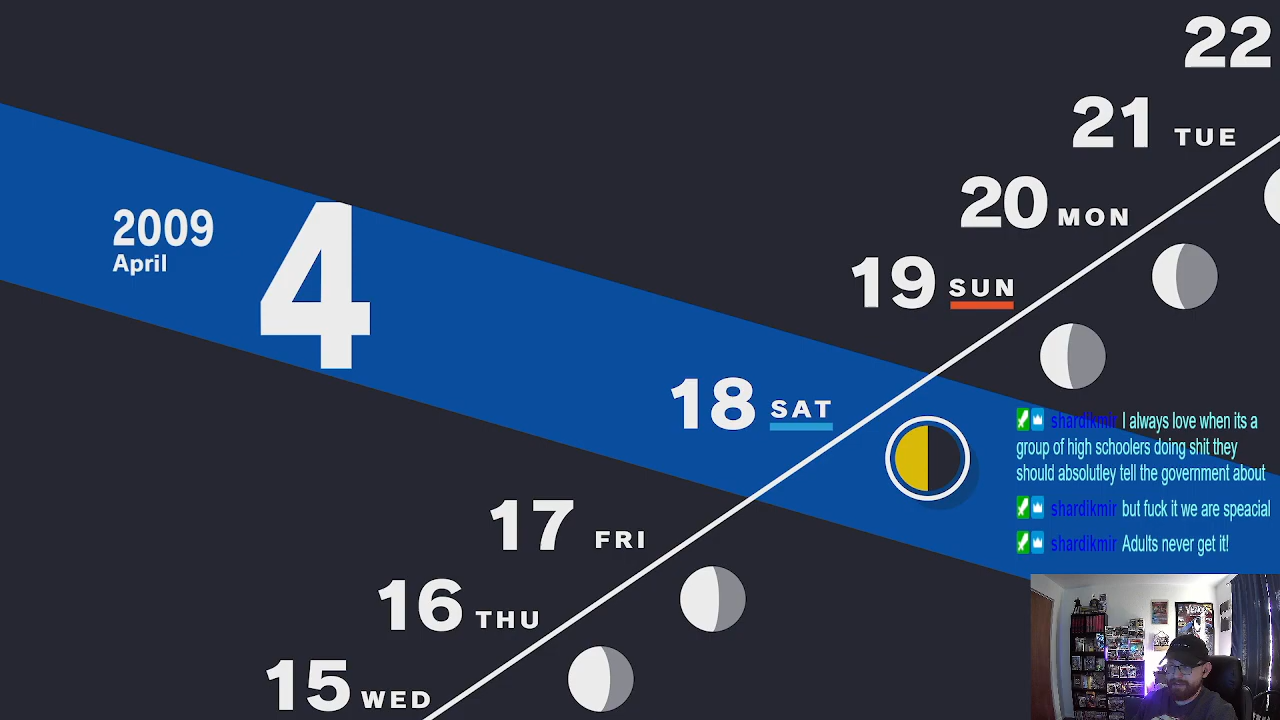 22
21 TUE
20 MON
19 SUN
2009
April
4
18 SAT
17 FRI
16 THU
15 WED
shardikmir I always love when its a
group of high schoolers doing shit they
should absolutley tell the government about
shardikmir but fuck it we are speacial
shardikmir Adults never get it!